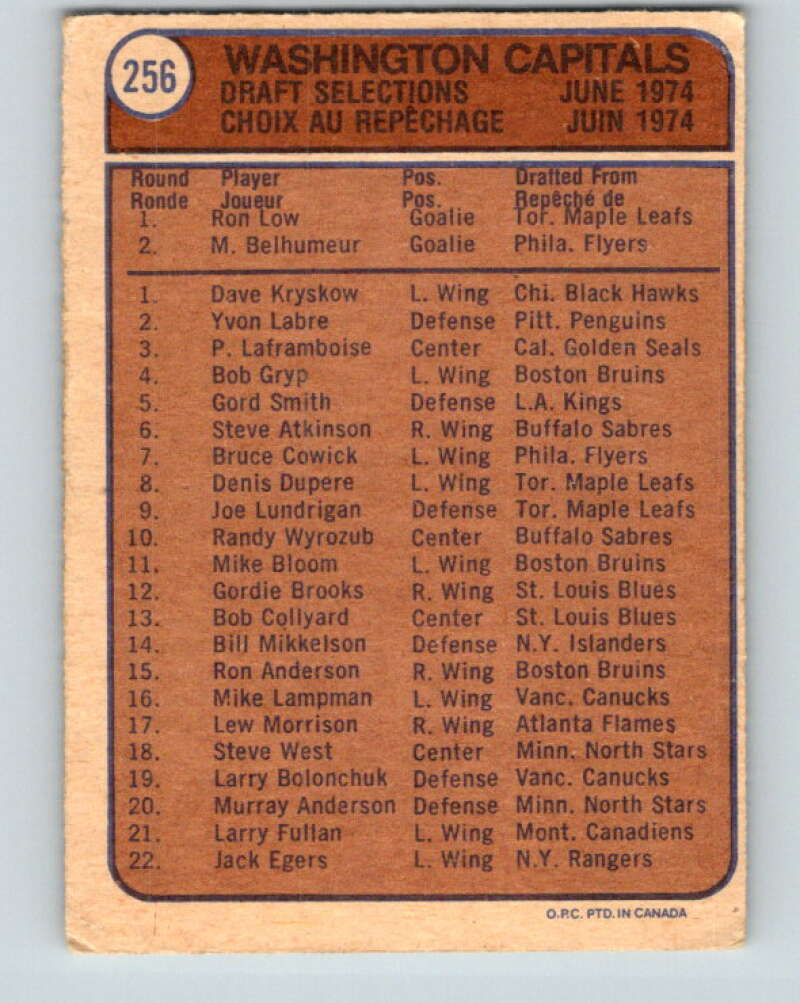 256
WASHINGTON CAPITALS
DRAFT SELECTIONS JUNE 1974
CHOIX AU REPÊCHAGE JUIN 1974
Round Player Pos. Drafted From
Ronde Joueur Pos. Repêché de
1. Ron Low Goalie Tor. Maple Leafs
2. M. Belhumeur Goalie Phila. Flyers
1. Dave Kryskow L. Wing Chi. Black Hawks
2. Yvon Labre Defense Pitt. Penguins
3. P. Laframboise Center Cal. Golden Seals
4. Bob Gryp L. Wing Boston Bruins
5. Gord Smith Defense L.A. Kings
6. Steve Atkinson R. Wing Buffalo Sabres
7. Bruce Cowick L. Wing Phila. Flyers
8. Denis Dupere L. Wing Tor. Maple Leafs
9. Joe Lundrigan Defense Tor. Maple Leafs
10. Randy Wyrozub Center Buffalo Sabres
11. Mike Bloom L. Wing Boston Bruins
12. Gordie Brooks R. Wing St. Louis Blues
13. Bob Collyard Center St. Louis Blues
14. Bill Mikkelson Defense N.Y. Islanders
15. Ron Anderson R. Wing Boston Bruins
16. Mike Lampman L. Wing Vanc. Canucks
17. Lew Morrison R. Wing Atlanta Flames
18. Steve West Center Minn. North Stars
19. Larry Bolonchuk Defense Vanc. Canucks
20. Murray Anderson Defense Minn. North Stars
21. Larry Fullan L. Wing Mont. Canadiens
22. Jack Egers L. Wing N.Y. Rangers
O.P.C. PTD. IN CANADA